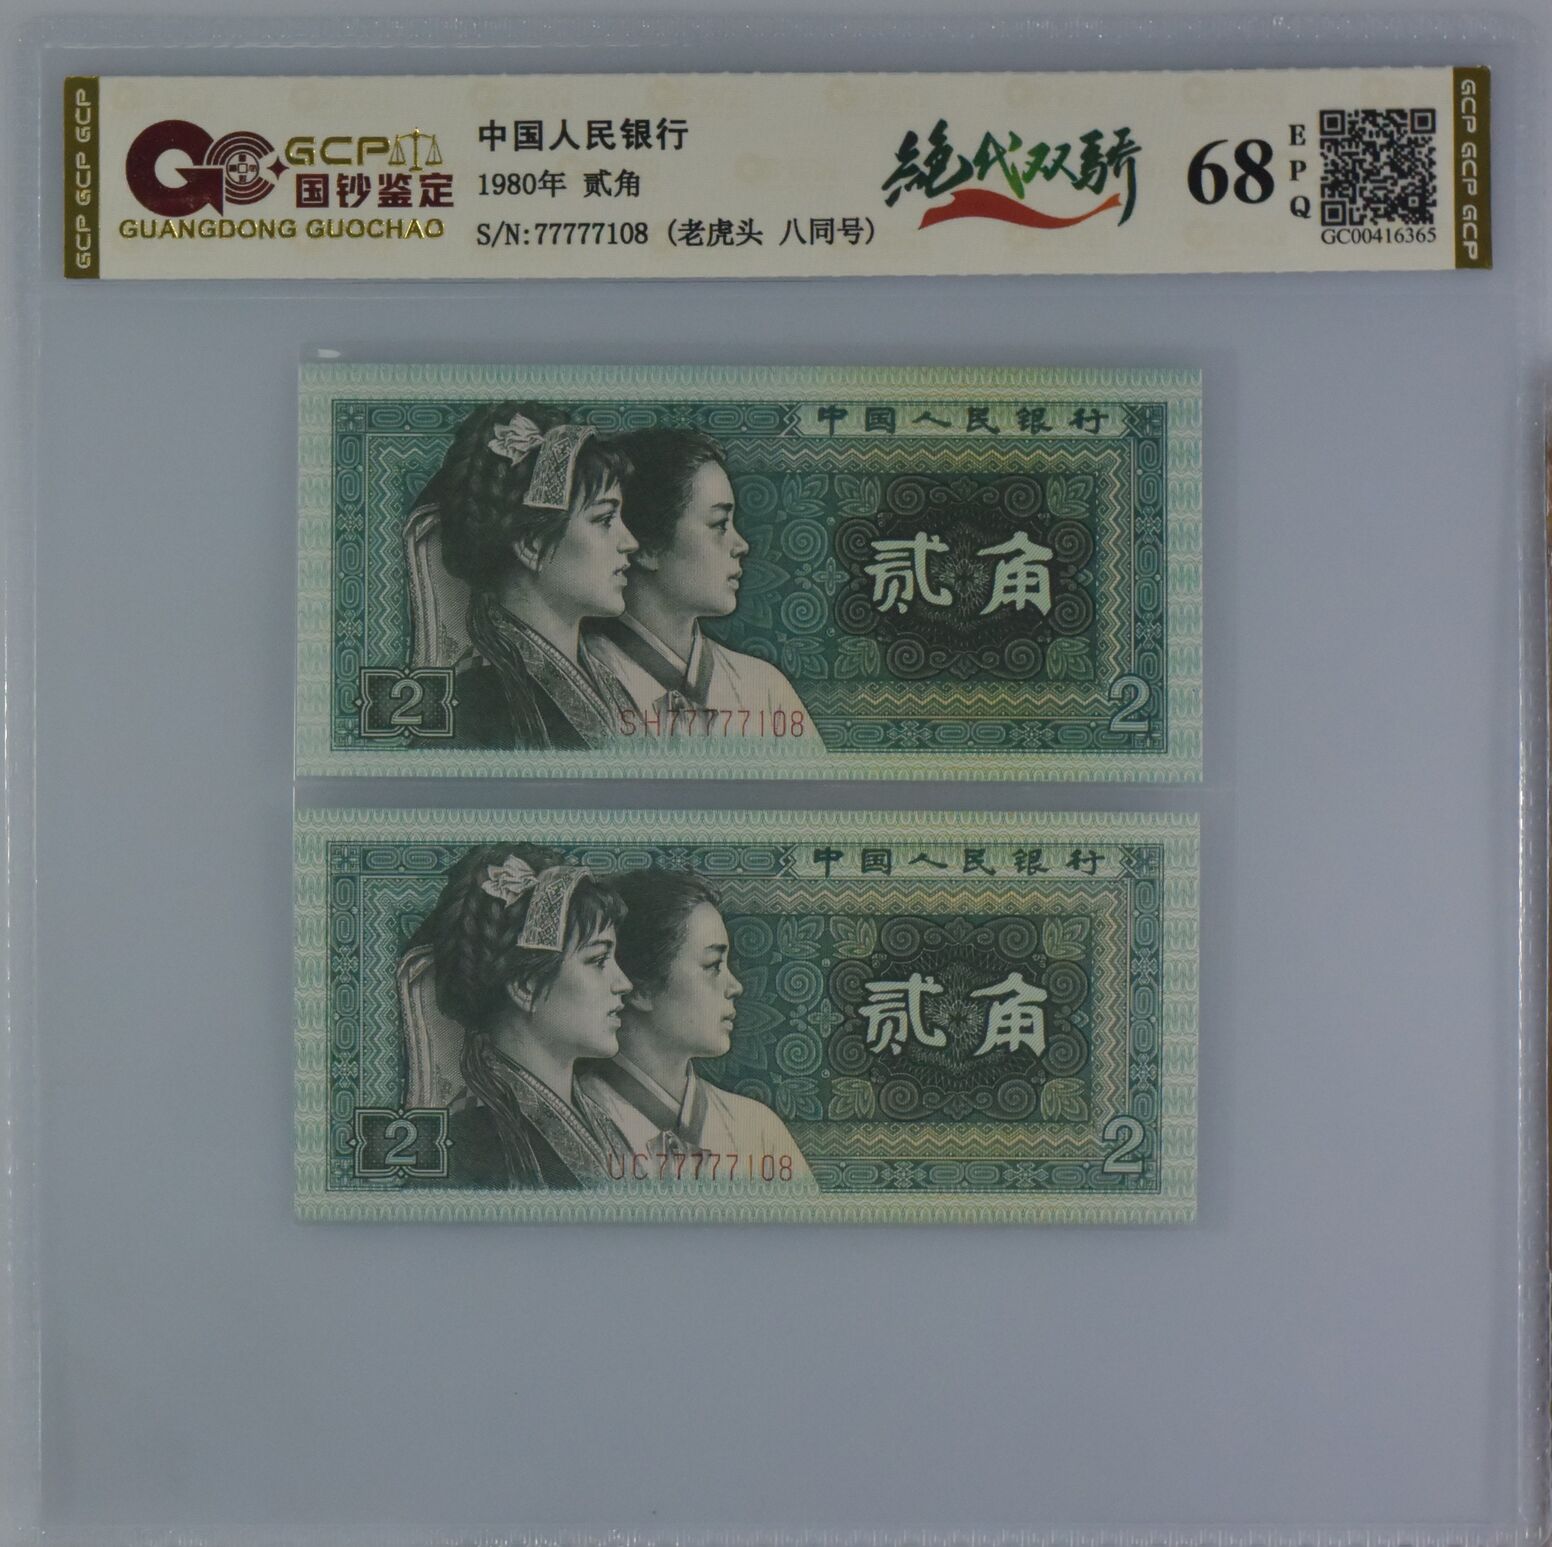 GCP GCP GCP
GCP
国钞鉴定
GUANGDONG GUOCHAO
中国人民银行
1980年 贰角
S/N:77777108 (老虎头 八同号)
絕代双驕
68
EPQ
GC00416365
GCP GCP GCP
中国人民银行
贰角
2
SH77777108
2
中国人民银行
贰角
2
UC77777108
2